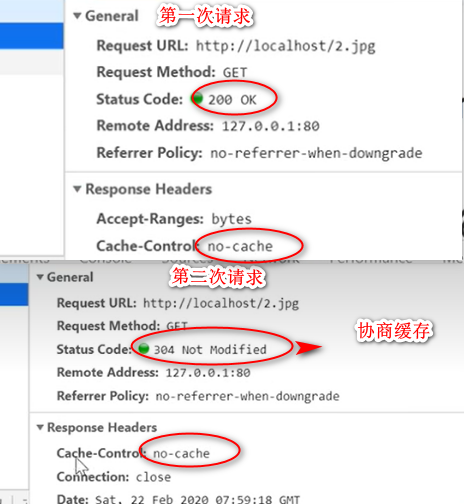 General
第一次请求
Request URL: http://localhost/2.jpg
Request Method: GET
Status Code: 200 OK
Remote Address: 127.0.0.1:80
Referrer Policy: no-referrer-when-downgrade
Response Headers
Accept-Ranges: bytes
Cache-Control: no-cache
Performance
General
第二次请求
Request URL: http://localhost/2.jpg
Request Method: GET
协商缓存
Status Code: 304 Not Modified
Remote Address: 127.0.0.1:80
Referrer Policy: no-referrer-when-downgrade
Response Headers
Cache-Control: no-cache
Connection: close
Date: Sat, 22 Feb 2020 07:59:18 GMT